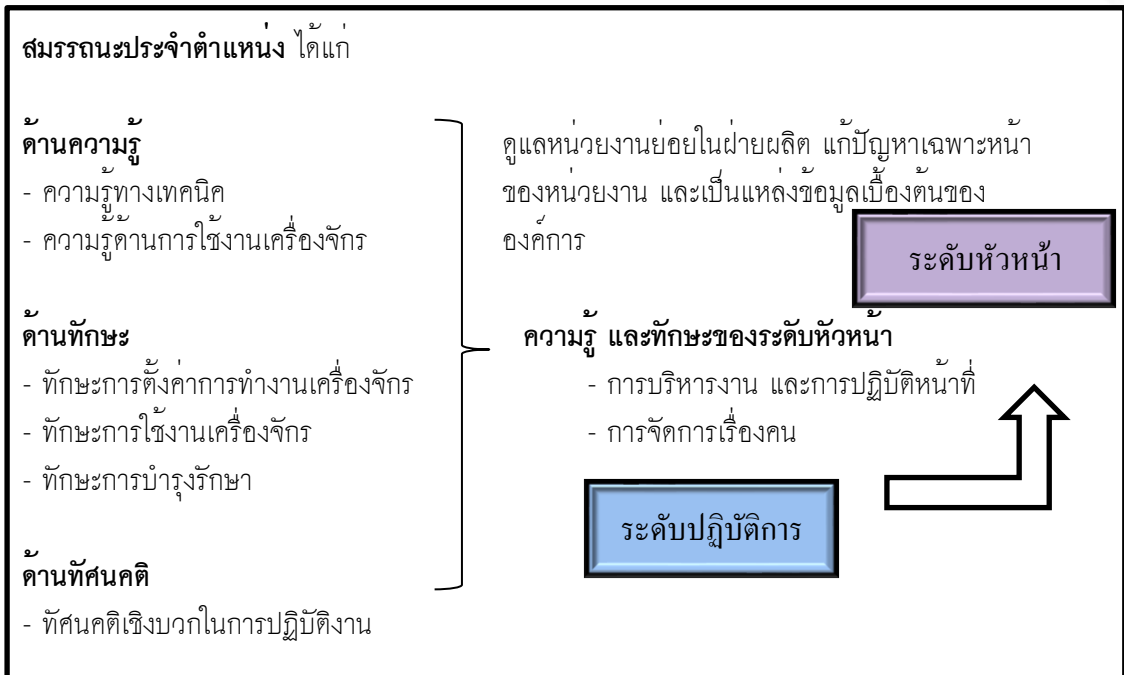 สมรรถนะประจำตำแหน่ง ได้แก่
ด้านความรู้
- ความรู้ทางเทคนิค
- ความรู้ด้านการใช้งานเครื่องจักร
ด้านทักษะ
- ทักษะการตั้งค่าการทำงานเครื่องจักร
- ทักษะการใช้งานเครื่องจักร
- ทักษะการบำรุงรักษา
ด้านทัศนคติ
- ทัศนคติเชิงบวกในการปฏิบัติงาน
ดูแลหน่วยงานย่อยในฝ่ายผลิต แก้ปัญหาเฉพาะหน้า
ของหน่วยงาน และเป็นแหล่งข้อมูลเบื้องต้นของ
องค์การ
ระดับหัวหน้า
ความรู้ และทักษะของระดับหัวหน้า
- การบริหารงาน และการปฏิบัติหน้าที่
- การจัดการเรื่องคน
ระดับปฏิบัติการ